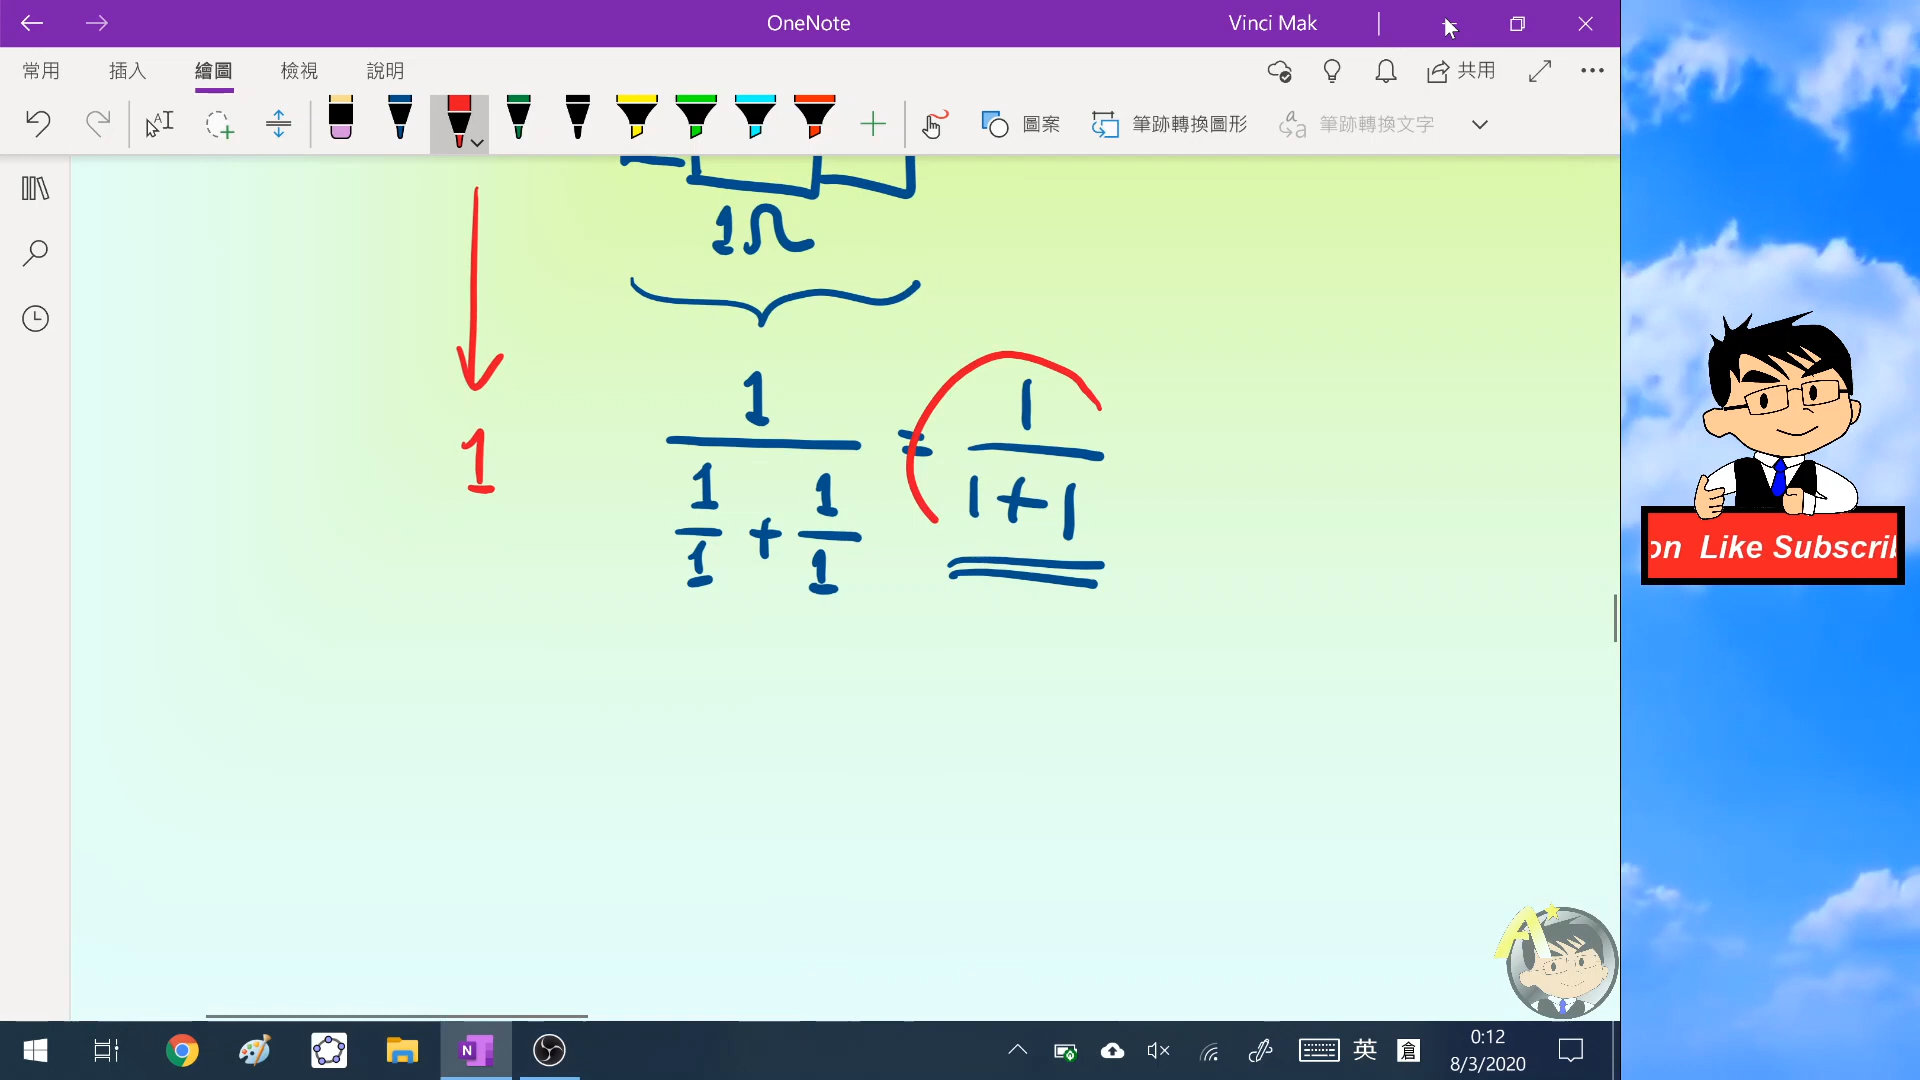 OneNote
Vinci Mak
常用 插入 繪圖 檢視 說明
共用
圖案 筆跡轉換圖形 筆跡轉換文字
1Ω
1
1 = 1
1 + 1 1+1
1 1
on Like Subscrib
A
N
英 倉
0:12
8/3/2020